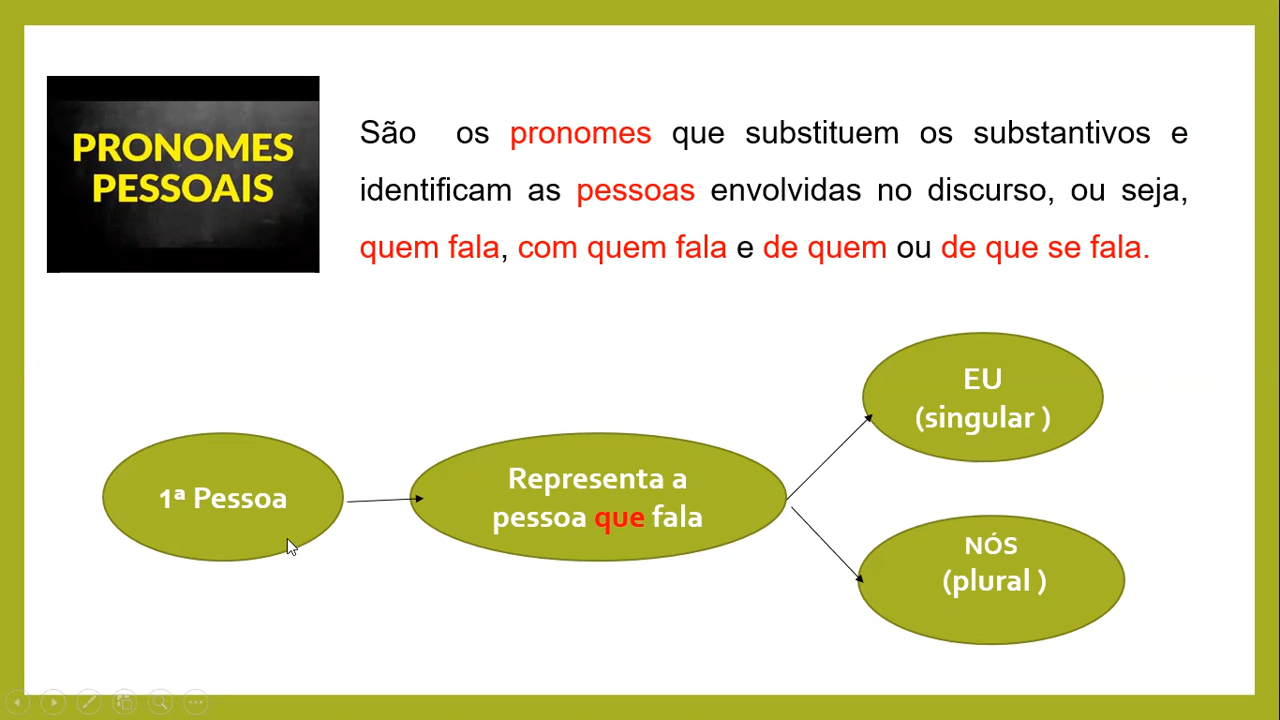 PRONOMES
PESSOAIS
São os pronomes que substituem os substantivos e
identificam as pessoas envolvidas no discurso, ou seja,
quem fala, com quem fala e de quem ou de que se fala.
1ª Pessoa
Representa a
pessoa que fala
EU
(singular )
NÓS
(plural )